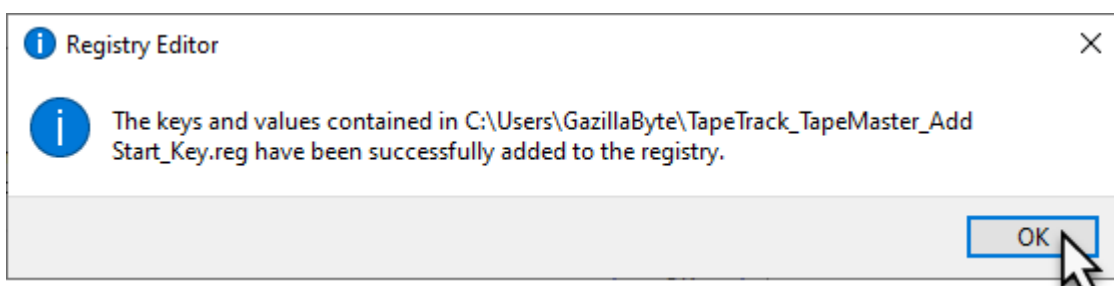 Registry Editor
The keys and values contained in C:\Users\GazillaByte\TapeTrack_TapeMaster_Add
Start_Key.reg have been successfully added to the registry.
OK